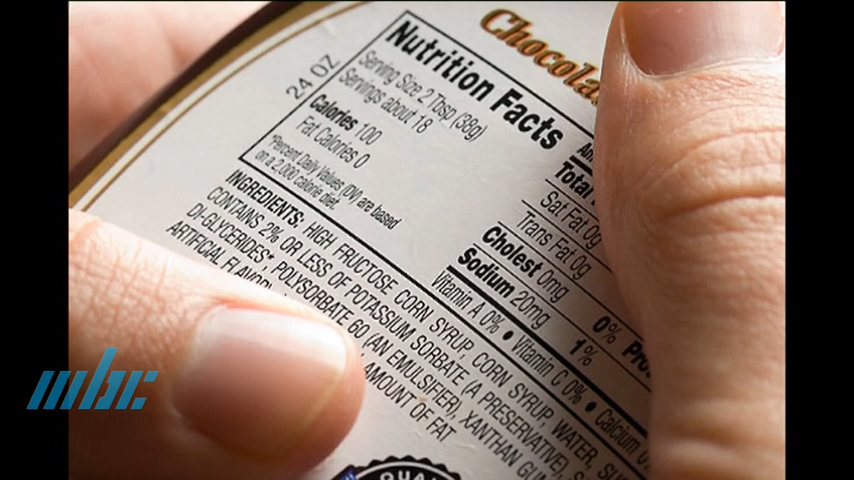 Chocola
24 OZ
Nutrition Facts
Serving Size 2 Tbsp (38g)
Servings about 18
Calories 100
Fat Calories 0
*Percent Daily Values (DV) are based
on a 2,000 calorie diet.
Total
Sat Fat 0g
Trans Fat 0g
Cholest 0mg 0%
Sodium 20mg 1%
Vitamin A 0% • Vitamin C 0% • Calcium
INGREDIENTS: HIGH FRUCTOSE CORN SYRUP, CORN SYRUP, WATER,
CONTAINS 2% OR LESS OF POTASSIUM SORBATE (A PRESERVATIVE),
DI-GLYCERIDES*, POLYSORBATE 60 (AN EMULSIFIER), XANTHAN
ARTIFICIAL FLAVOR)
AMOUNT OF FAT
QUAL
mbc